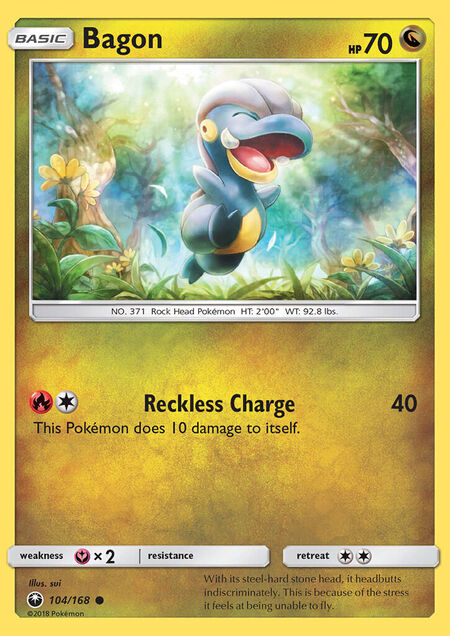 BASIC Bagon HP 70
NO. 371 Rock Head Pokémon HT: 2'00" WT: 92.8 lbs.
Reckless Charge 40
This Pokémon does 10 damage to itself.
weakness ×2 resistance retreat
Illus. sui
104/168
©2018 Pokémon
With its steel-hard stone head, it headbutts
indiscriminately. This is because of the stress
it feels at being unable to fly.